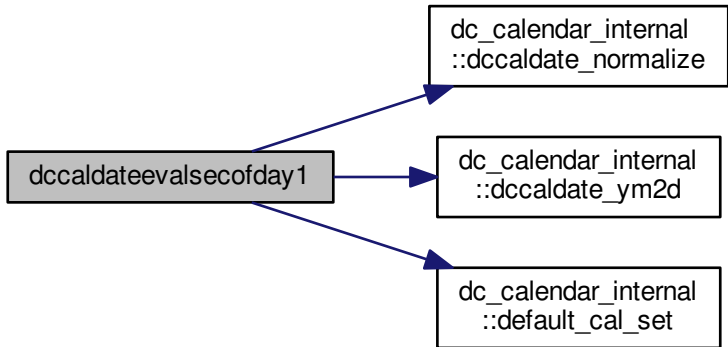 dccaldateevalsecofday1
dc_calendar_internal
::dccaldate_normalize
dc_calendar_internal
::dccaldate_ym2d
dc_calendar_internal
::default_cal_set